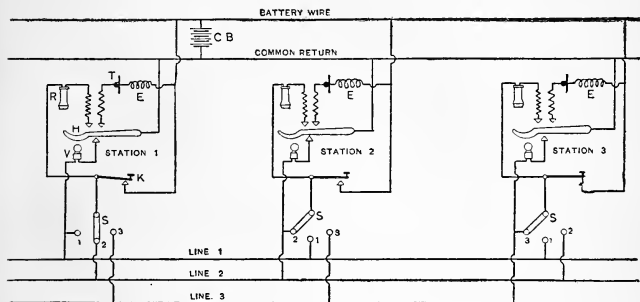 BATTERY WIRE
C B
COMMON RETURN
R T E
H
V STATION 1
K
S
1 2 3
E
STATION 2
S
2 1 3
E
STATION 3
S
3 1 2
LINE 1
LINE 2
LINE 3